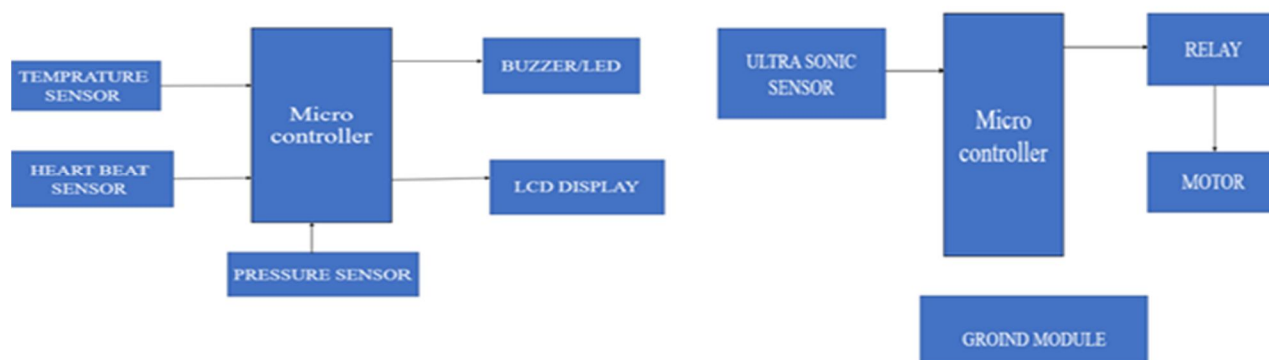 TEMPRATURE
SENSOR
HEART BEAT
SENSOR
Micro
controller
BUZZER/LED
LCD DISPLAY
PRESSURE SENSOR
ULTRA SONIC
SENSOR
Micro
controller
RELAY
MOTOR
GROIND MODULE